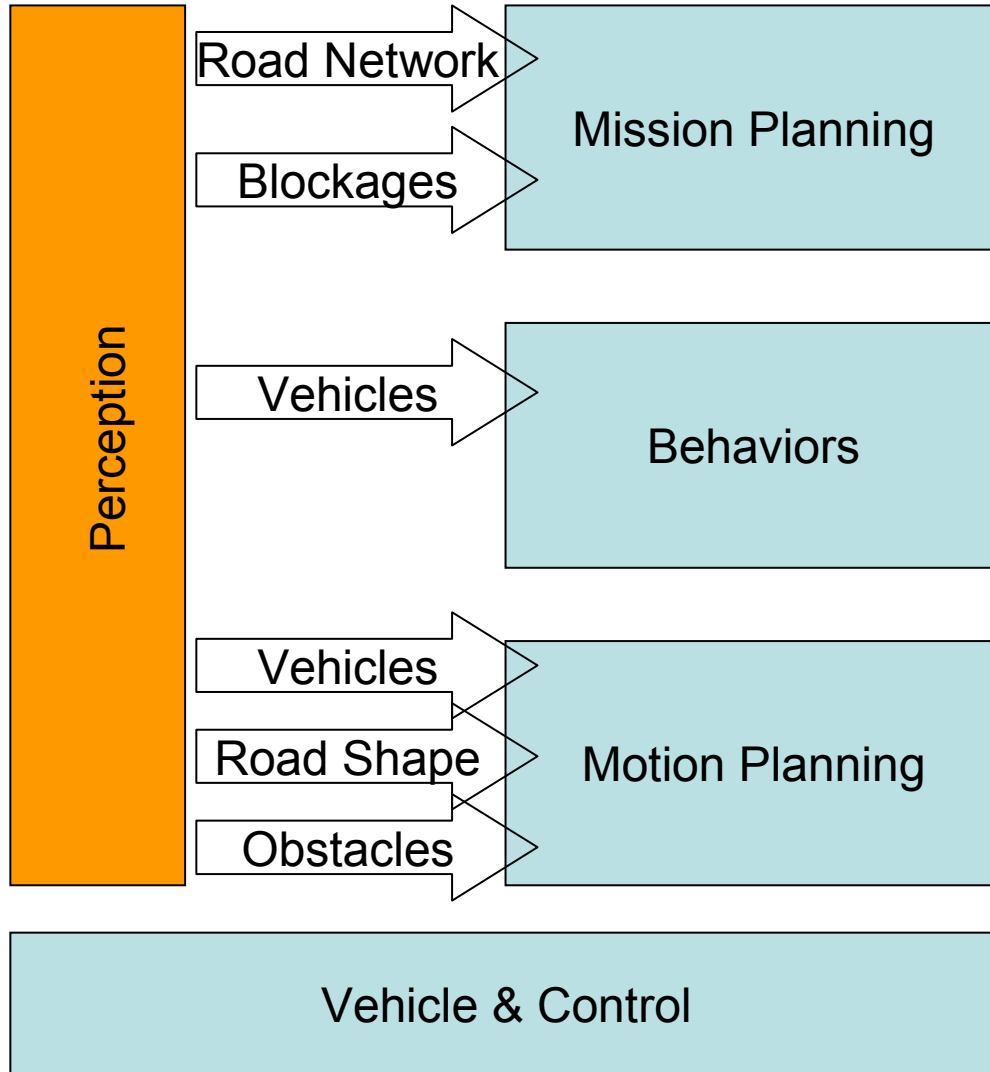 Road Network
Mission Planning
Blockages
Perception
Vehicles
Behaviors
Vehicles
Road Shape
Motion Planning
Obstacles
Vehicle & Control